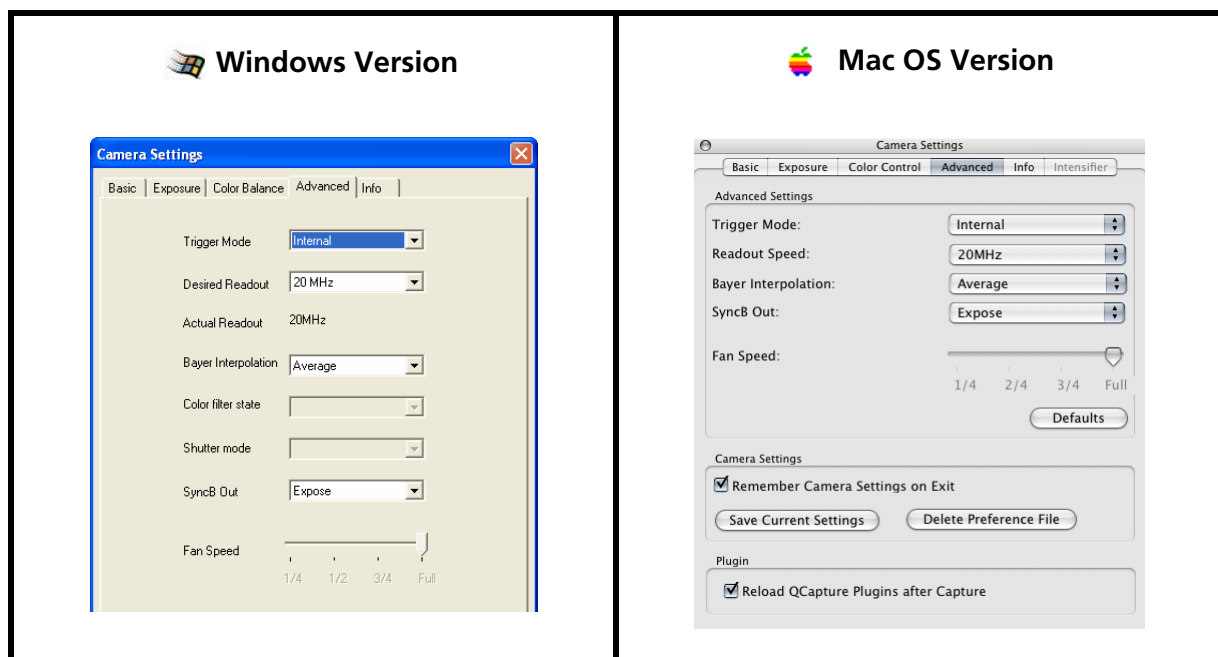 Windows Version
Camera Settings
Basic Exposure Color Balance Advanced Info
Trigger Mode Internal
Desired Readout 20 MHz
Actual Readout 20MHz
Bayer Interpolation Average
Color filter state
Shutter mode
SyncB Out Expose
Fan Speed
1/4 1/2 3/4 Full
Mac OS Version
Camera Settings
Basic Exposure Color Control Advanced Info Intensifier
Advanced Settings
Trigger Mode: Internal
Readout Speed: 20MHz
Bayer Interpolation: Average
SyncB Out: Expose
Fan Speed:
1/4 2/4 3/4 Full
Defaults
Camera Settings
Remember Camera Settings on Exit
Save Current Settings Delete Preference File
Plugin
Reload QCapture Plugins after Capture